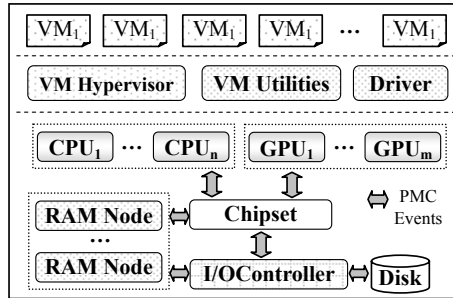 VM₁ VM₁ VM₁ VM₁ ... VM₁
VM Hypervisor VM Utilities Driver
CPU₁ ... CPUₙ GPU₁ ... GPUₘ
RAM Node Chipset PMC
... Events
RAM Node I/OController Disk